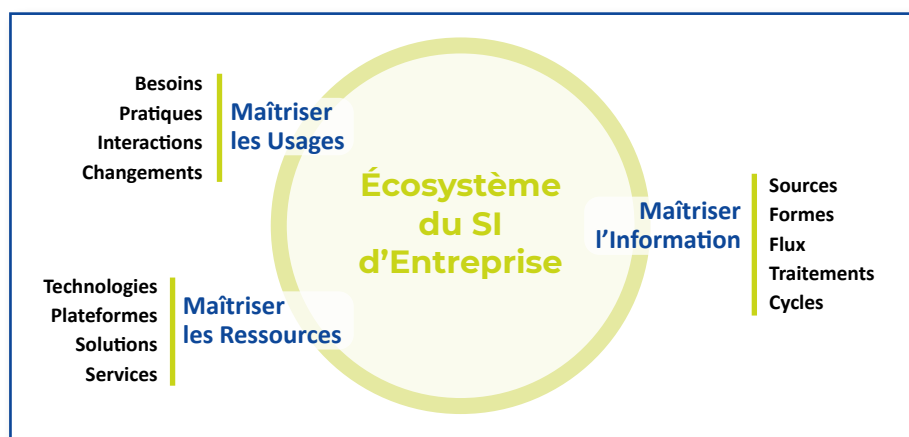 Besoins
Pratiques
Interactions
Changements
Maîtriser
les Usages
Écosystème
du SI
d’Entreprise
Maîtriser
l’Information
Sources
Formes
Flux
Traitements
Cycles
Technologies
Plateformes
Solutions
Services
Maîtriser
les Ressources